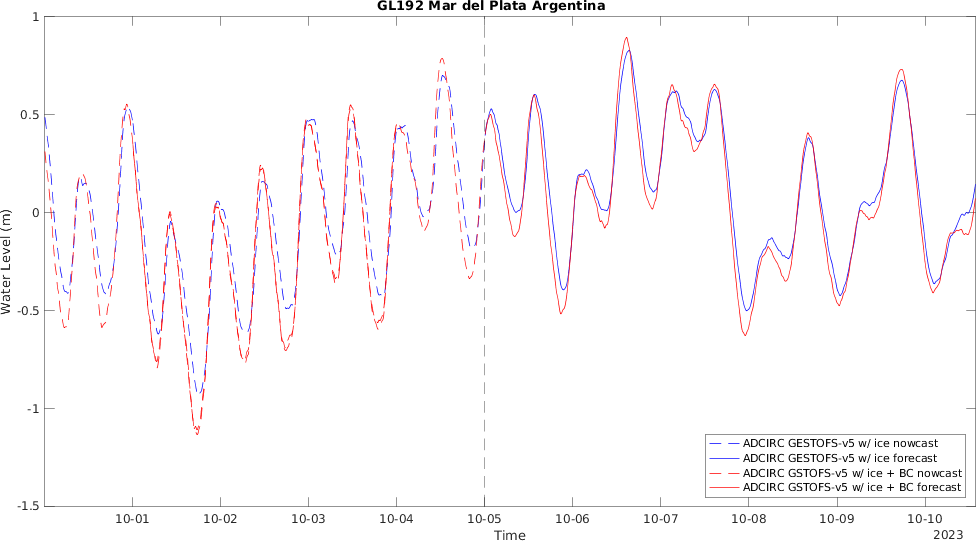 GL192 Mar del Plata Argentina
1
0.5
0
-0.5
-1
-1.5
Water Level (m)
10-01 10-02 10-03 10-04 10-05 10-06 10-07 10-08 10-09 10-10
Time
2023
ADCIRC GESTOFS-v5 w/ ice nowcast
ADCIRC GESTOFS-v5 w/ ice forecast
ADCIRC GSTOFS-v5 w/ ice + BC nowcast
ADCIRC GSTOFS-v5 w/ ice + BC forecast